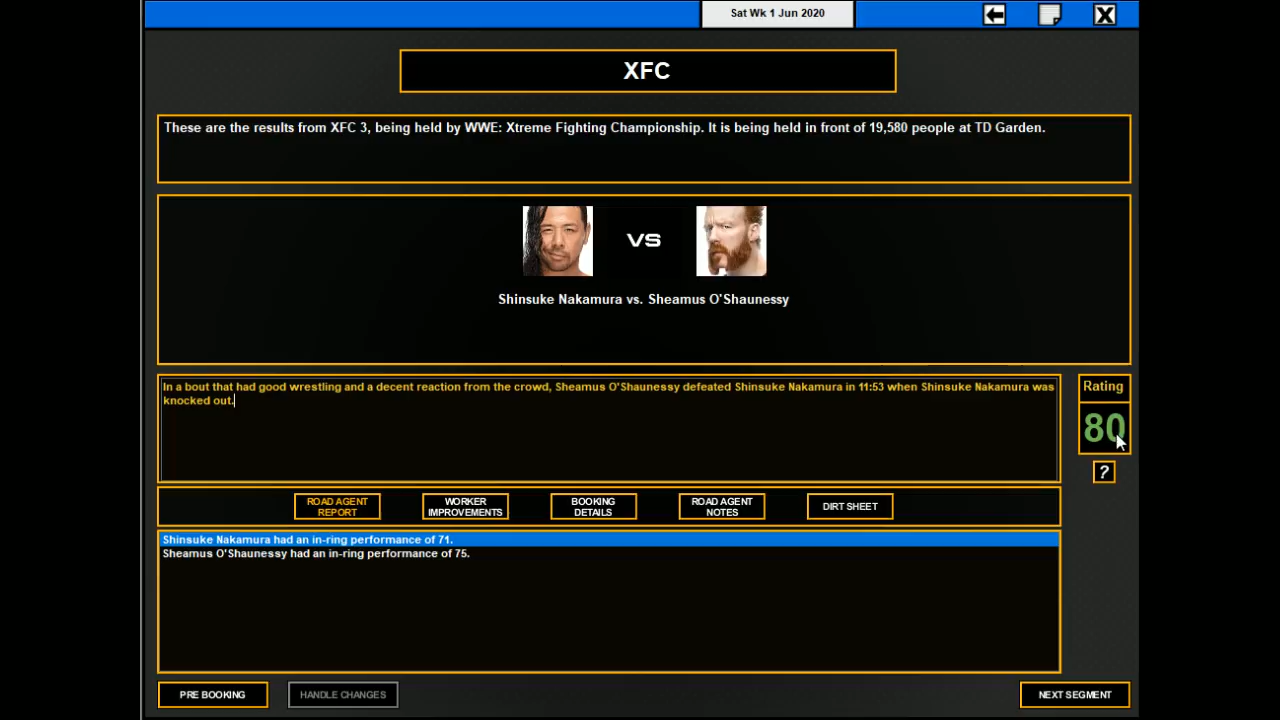 Sat Wk 1 Jun 2020
XFC
These are the results from XFC 3, being held by WWE: Xtreme Fighting Championship. It is being held in front of 19,580 people at TD Garden.
VS
Shinsuke Nakamura vs. Sheamus O'Shaunessy
In a bout that had good wrestling and a decent reaction from the crowd, Sheamus O'Shaunessy defeated Shinsuke Nakamura in 11:53 when Shinsuke Nakamura was
knocked out.
Rating
80
?
ROAD AGENT
REPORT
WORKER
IMPROVEMENTS
BOOKING
DETAILS
ROAD AGENT
NOTES
DIRT SHEET
Shinsuke Nakamura had an in-ring performance of 71.
Sheamus O'Shaunessy had an in-ring performance of 75.
PRE BOOKING
HANDLE CHANGES
NEXT SEGMENT